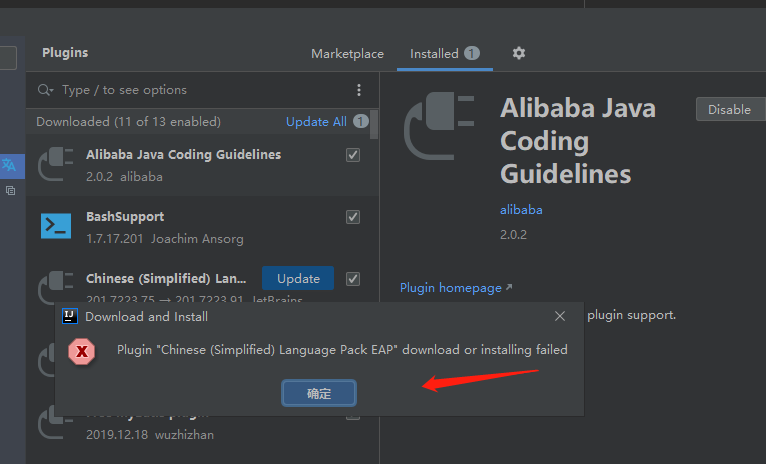 Plugins
Marketplace
Installed 1
Type / to see options
Downloaded (11 of 13 enabled)
Update All 1
Alibaba Java Coding Guidelines
2.0.2 alibaba
BashSupport
1.7.17.201 Joachim Ansorg
Chinese (Simplified) Lan...
Update
201.7223.75 → 201.7223.91 JetBrains
Alibaba Java
Coding
Guidelines
Disable
alibaba
2.0.2
Plugin homepage
plugin support.
IJ
Download and Install
Plugin "Chinese (Simplified) Language Pack EAP" download or installing failed
确定
2019.12.18 wuzhizhan